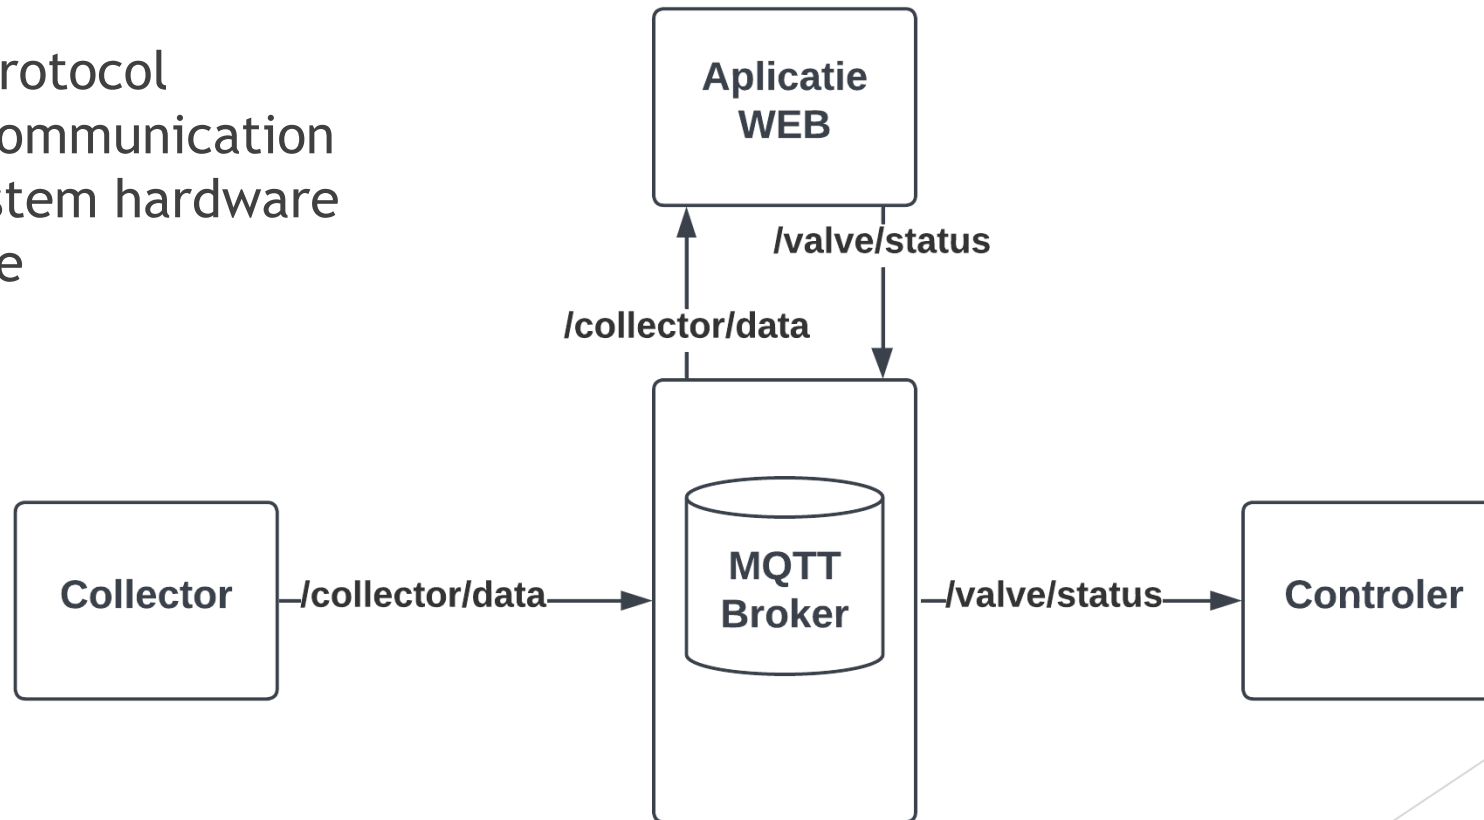 rotocol
ommunication
stem hardware
e
Aplicatie
WEB
/valve/status
/collector/data
Collector
/collector/data
MQTT
Broker
/valve/status
Controler